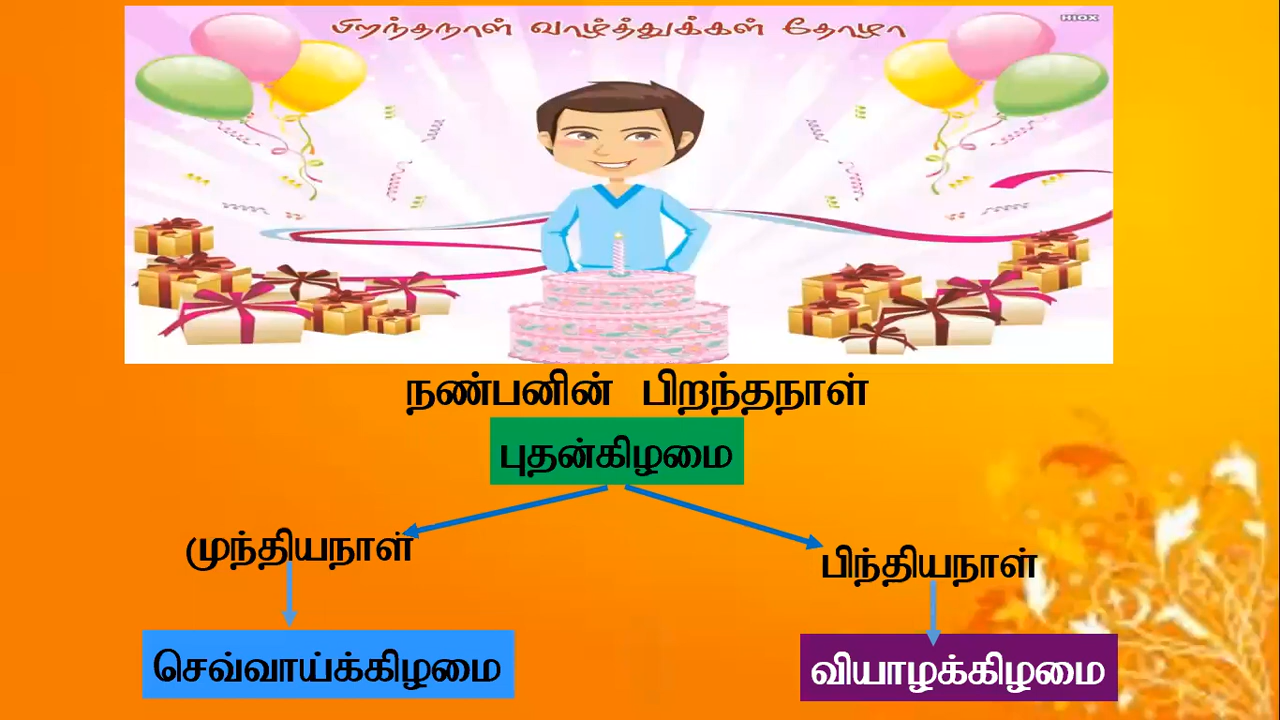 பிறந்தநாள் வாழ்த்துக்கள் தோழா
HIOX
நண்பனின் பிறந்தநாள்
புதன்கிழமை
முந்தியநாள்
பிந்தியநாள்
செவ்வாய்க்கிழமை
வியாழக்கிழமை